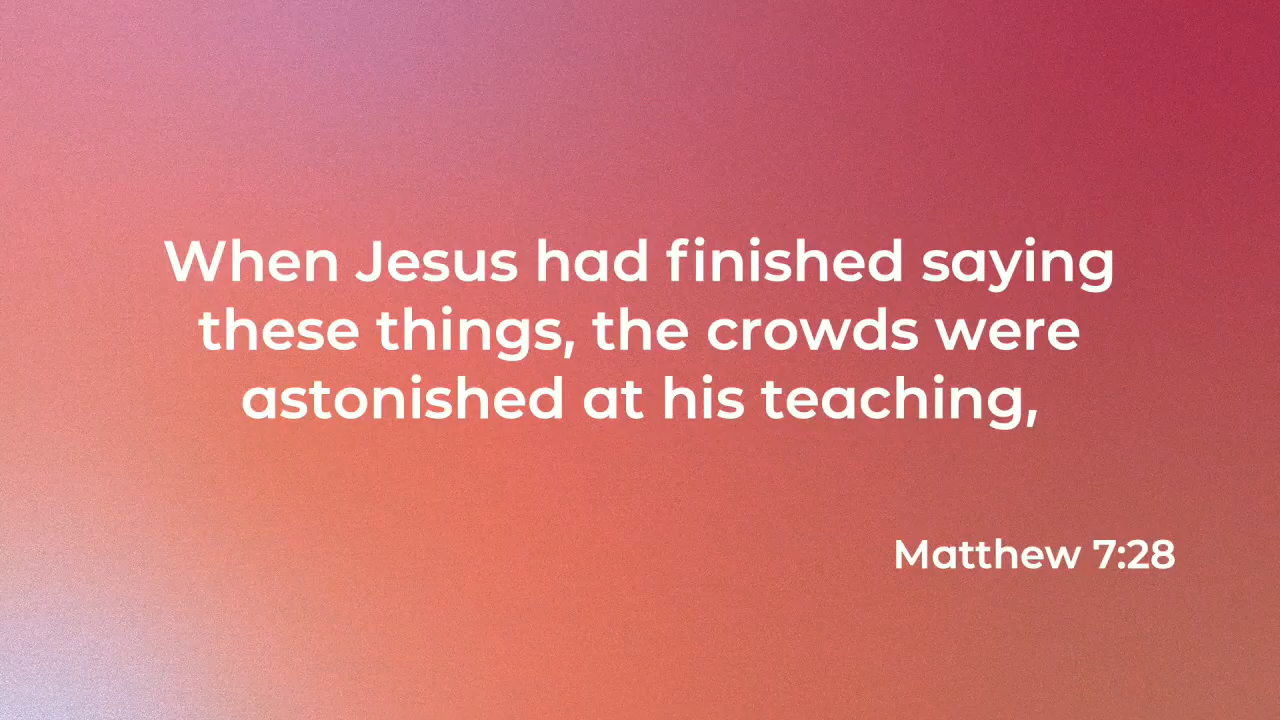 When Jesus had finished saying
these things, the crowds were
astonished at his teaching,
Matthew 7:28